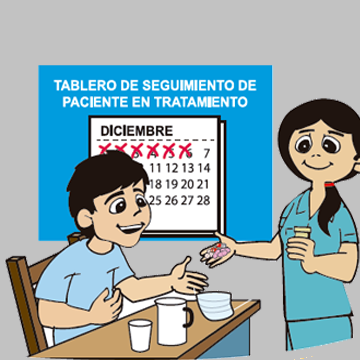 TABLERO DE SEGUIMIENTO DE
PACIENTE EN TRATAMIENTO
DICIEMBRE
7
11 12 13 14
18 19 20 21
25 26 27 28